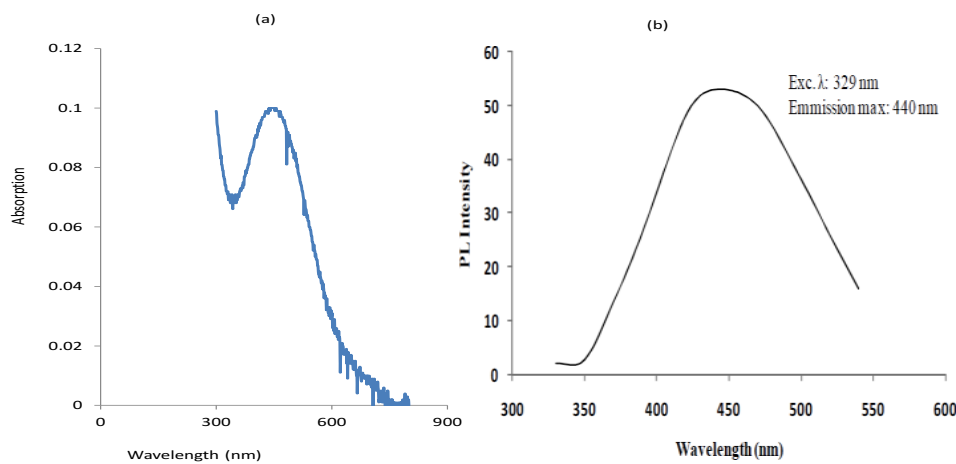 (a)
0.12
0.1
0.08
0.06
0.04
0.02
0
Absorption
0 300 600 900
Wavelength (nm)
(b)
60
50
40
30
20
10
0
PL Intensity
Exc. λ: 329 nm
Emmission max: 440 nm
300 350 400 450 500 550 600
Wavelength (nm)